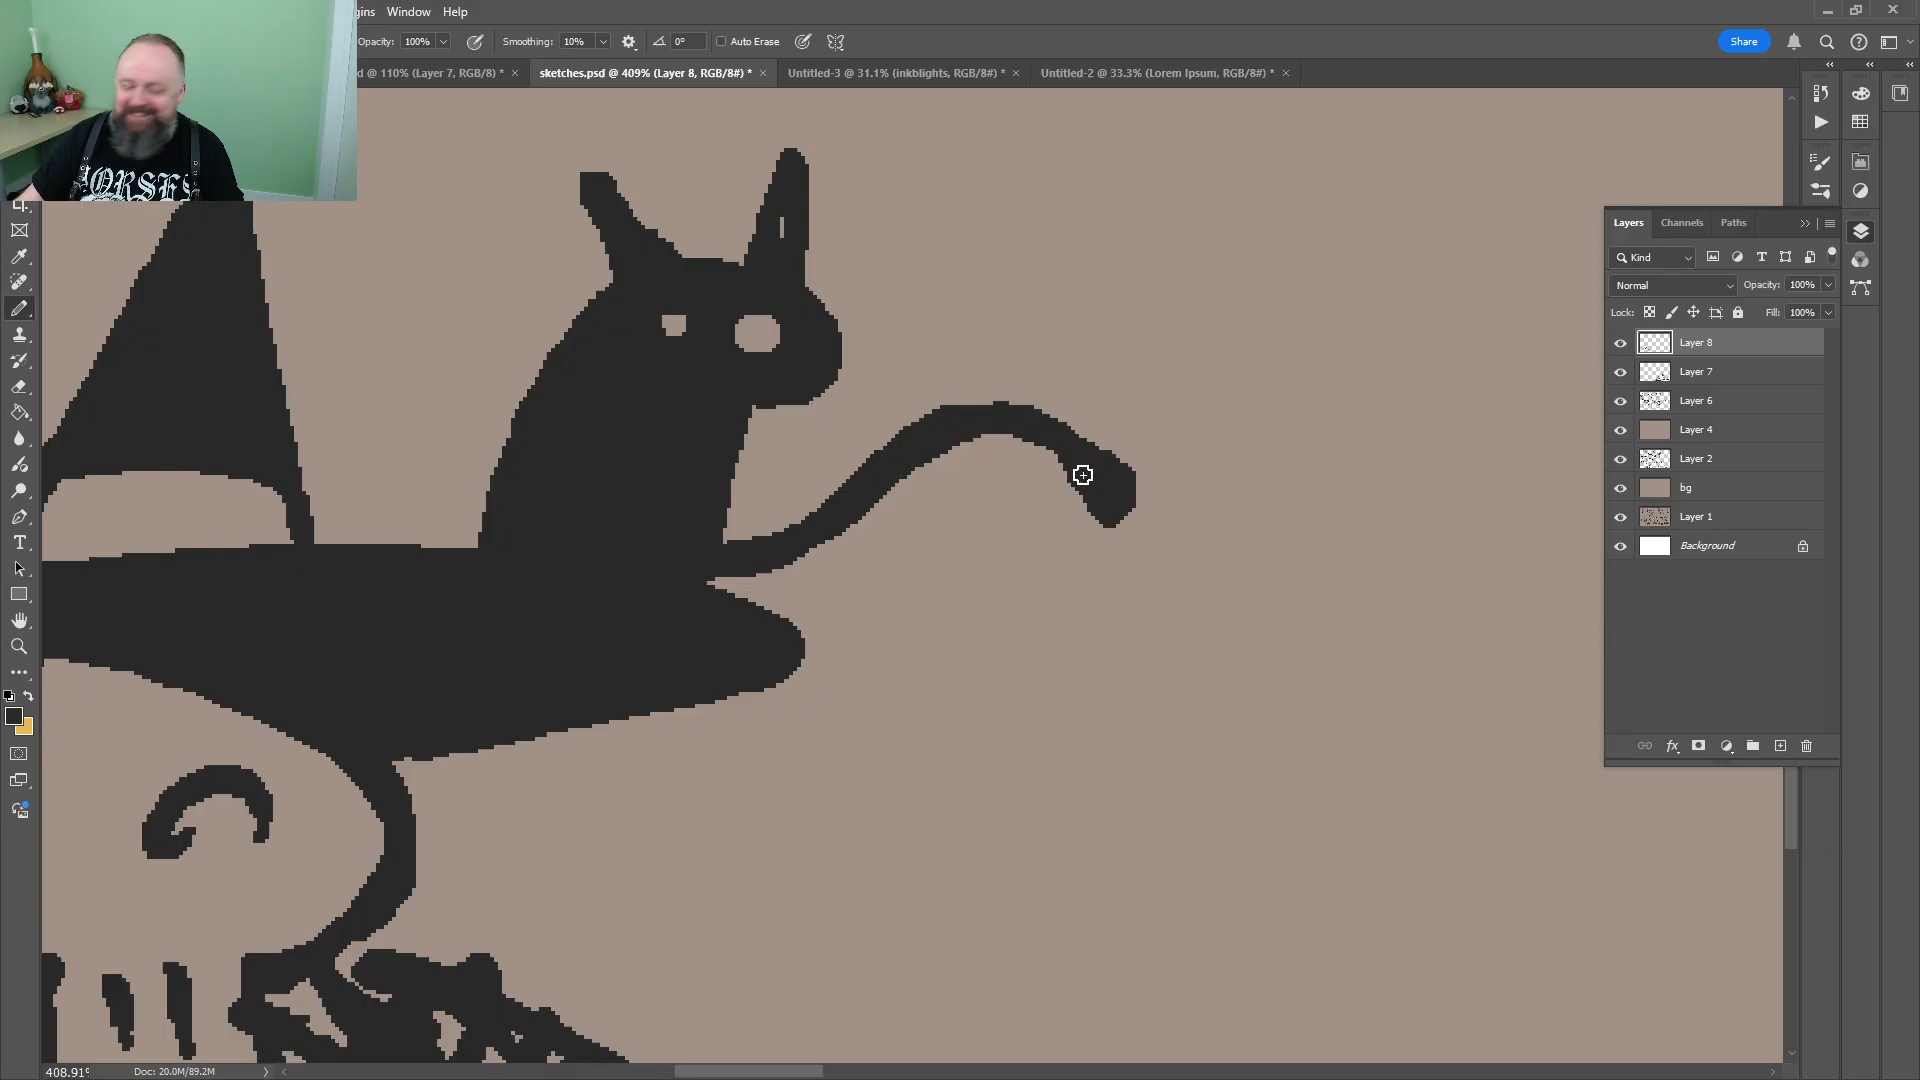 gins Window Help
Opacity: 100% Smoothing: 10% 0° Auto Erase Share
d @ 110% (Layer 7, RGB/8) * sketches.psd @ 409% (Layer 8, RGB/8#) * Untitled-3 @ 31.1% (inkblights, RGB/8#) * Untitled-2 @ 33.3% (Lorem Ipsum, RGB/8#) *
HORSES
Layers Channels Paths
Kind
Normal Opacity: 100%
Lock: Fill: 100%
Layer 8
Layer 7
Layer 6
Layer 4
Layer 2
bg
Layer 1
Background
fx
408.91% Doc: 20.0M/89.2M